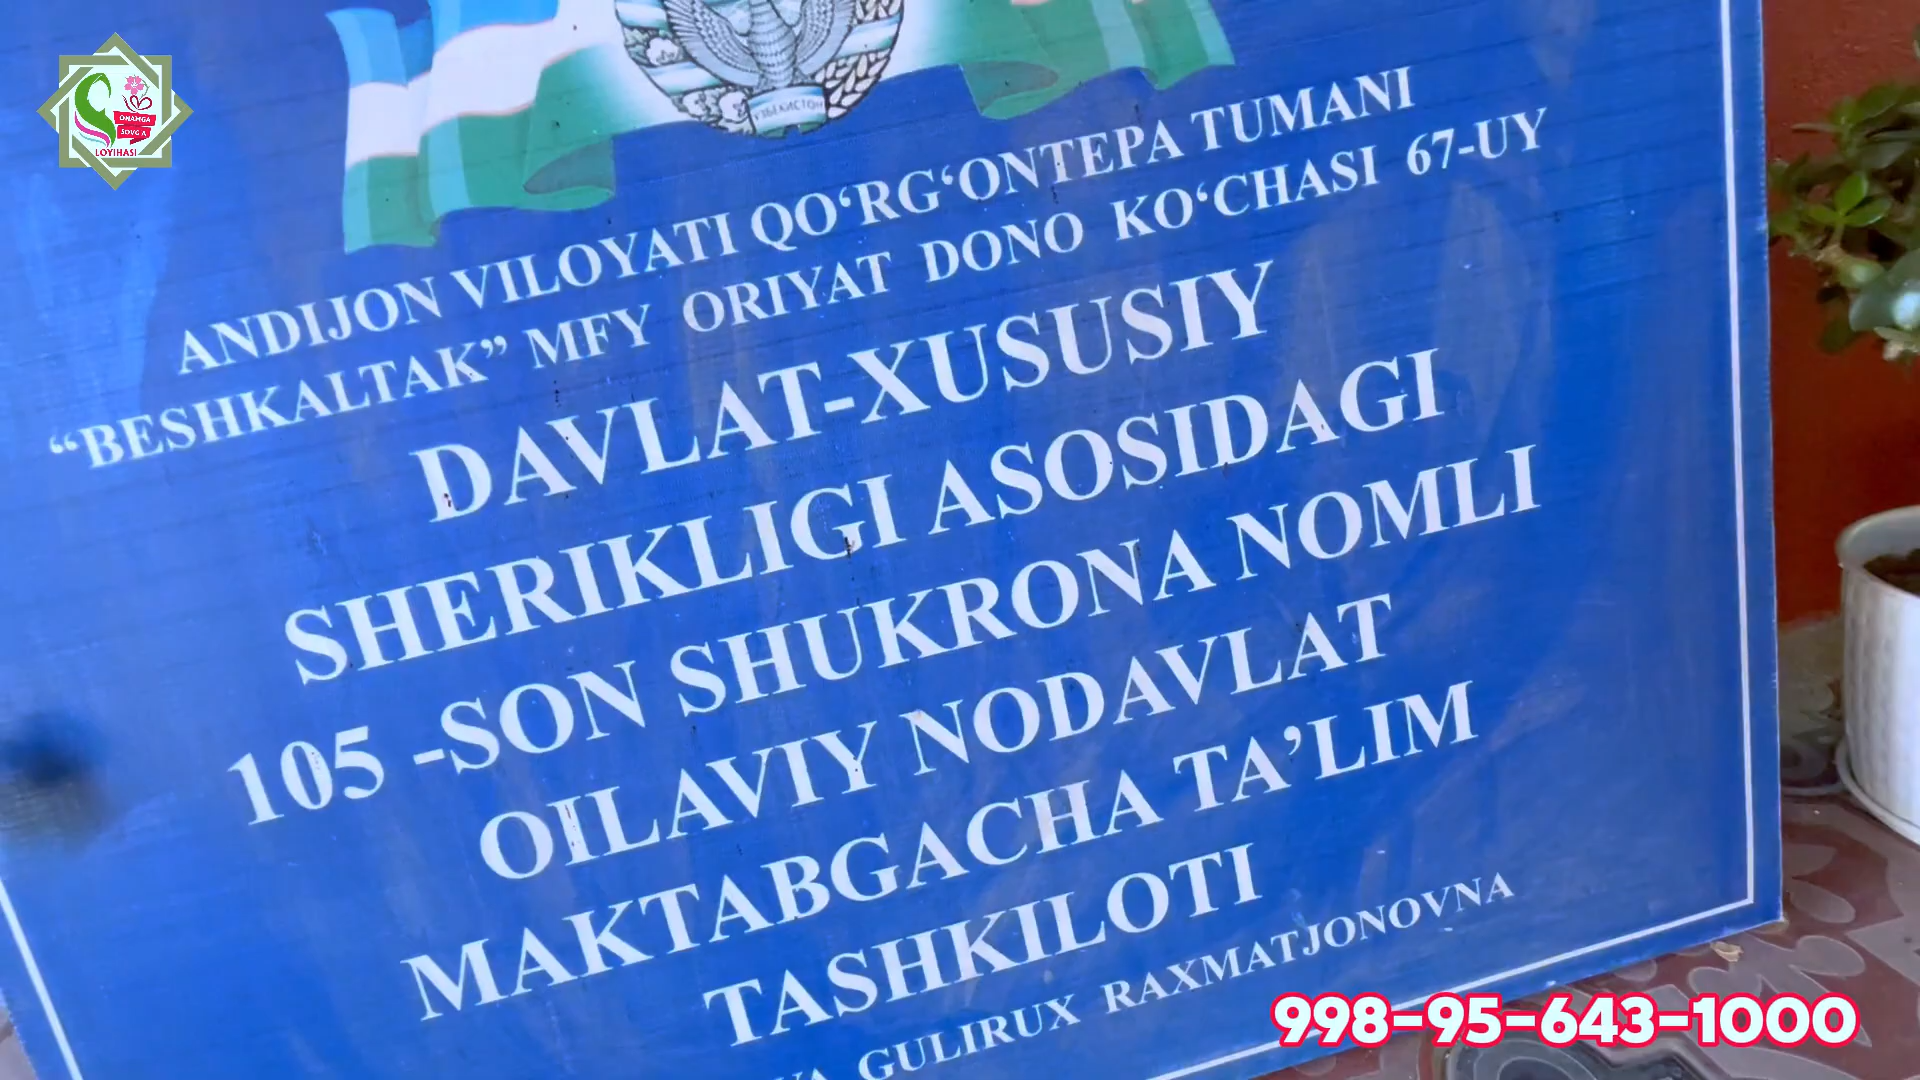 ONAMGA
SOVG'A
LOYIHASI
ЎЗБЕКИСТОН
ANDIJON VILOYATI QO‘RG‘ONTEPA TUMANI
“BESHKALTAK” MFY ORIYAT DONO KO‘CHASI 67-UY
DAVLAT-XUSUSIY
SHERIKLIGI ASOSIDAGI
105 -SON SHUKRONA NOMLI
OILAVIY NODAVLAT
MAKTABGACHA TA’LIM
TASHKILOTI
GULIRUX RAXMATJONOVNA
998-95-643-1000